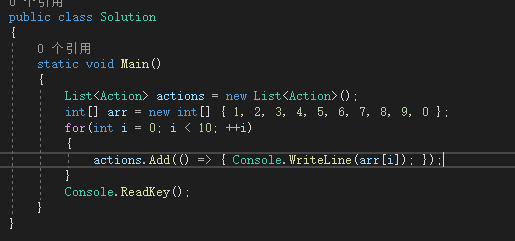 0 个引用
public class Solution
{
0 个引用
static void Main()
{
List<Action> actions = new List<Action>();
int[] arr = new int[] { 1, 2, 3, 4, 5, 6, 7, 8, 9, 0 };
for(int i = 0; i < 10; ++i)
{
actions.Add(() => { Console.WriteLine(arr[i]); });
}
Console.ReadKey();
}
}